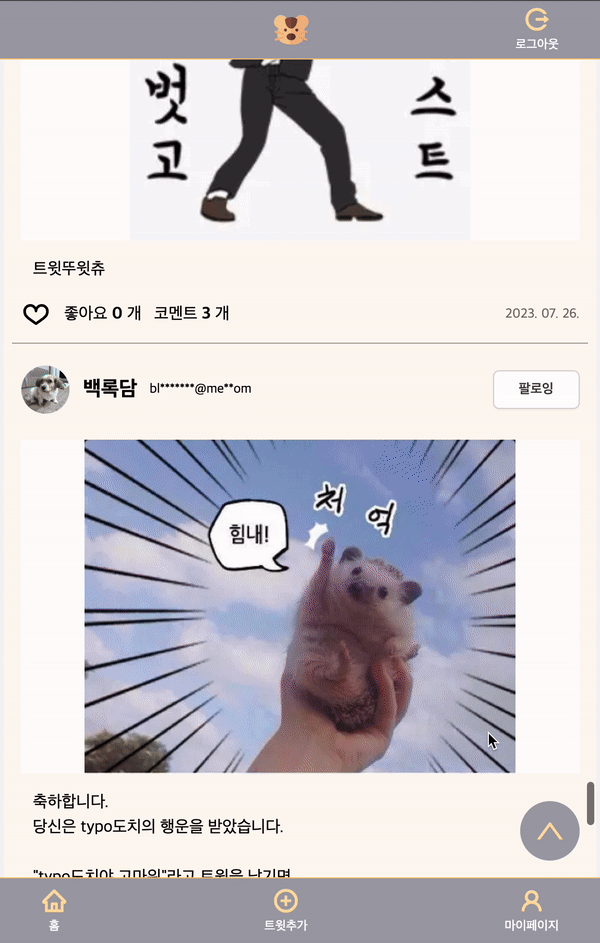 로그아웃
벗 스
고 트
트윗뚜윗츄
좋아요 0 개 코멘트 3 개 2023. 07. 26.
백록담 bl*******@me**om 팔로잉
처 억
힘내!
축하합니다.
당신은 typo도치의 행운을 받았습니다.
"typo도치야 고마워"라고 트윗을 남기면
홈 트윗추가 마이페이지